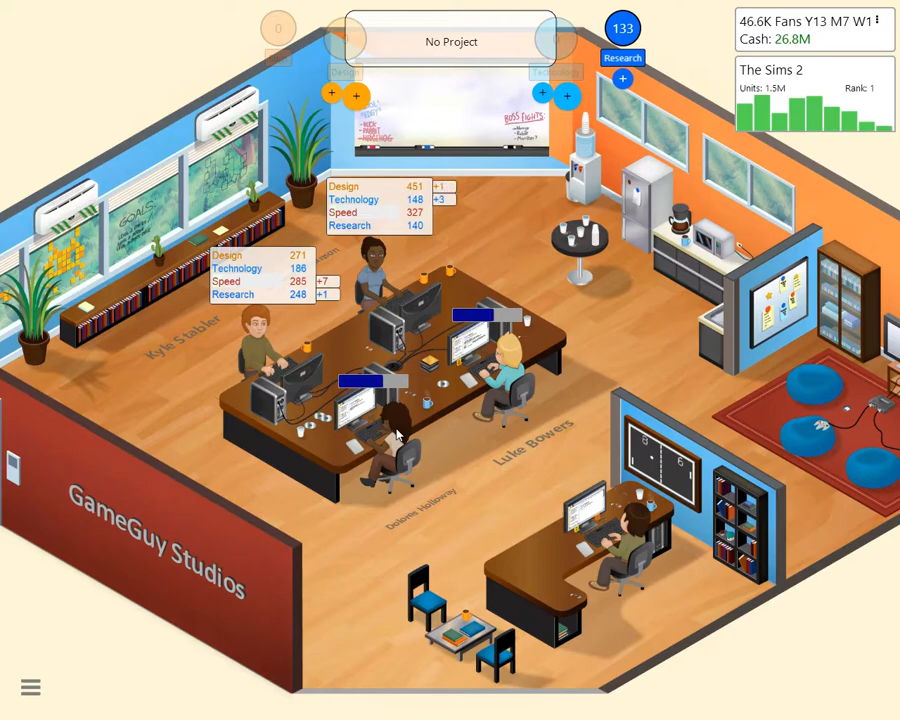 0
No Project
133
Research
Design
Technology
46.6K Fans Y13 M7 W1
Cash: 26.8M
The Sims 2
Units: 1.5M
Rank: 1
BOSS FIGHTS:
GOALS:
Design 451 +1
Technology 148 +3
Speed 327
Research 140
Design 271
Technology 186
Speed 285 +7
Research 248 +1
Kyle Stabler
Luke Bowers
Dolores Holloway
GameGuy Studios